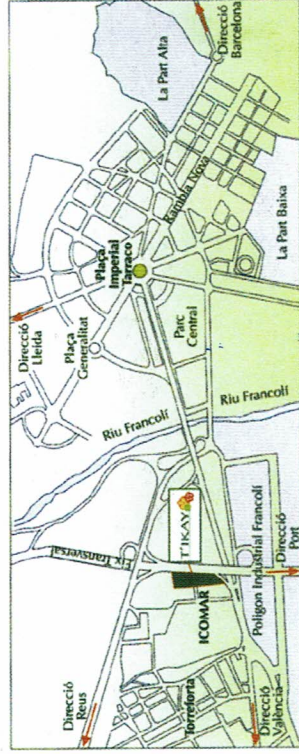 Direcció
Reus
Torreforta
Direcció
València
ICOMAR
T'IKAY
Eix Transversal
Polígon Industrial Francolí
Direcció
Port
Riu Francolí
Riu Francolí
Direcció
Lleida
Plaça
Generalitat
Parc
Central
Plaça
Imperial
Tarraco
Rambla Nova
La Part Alta
La Part Baixa
Direcció
Barcelona